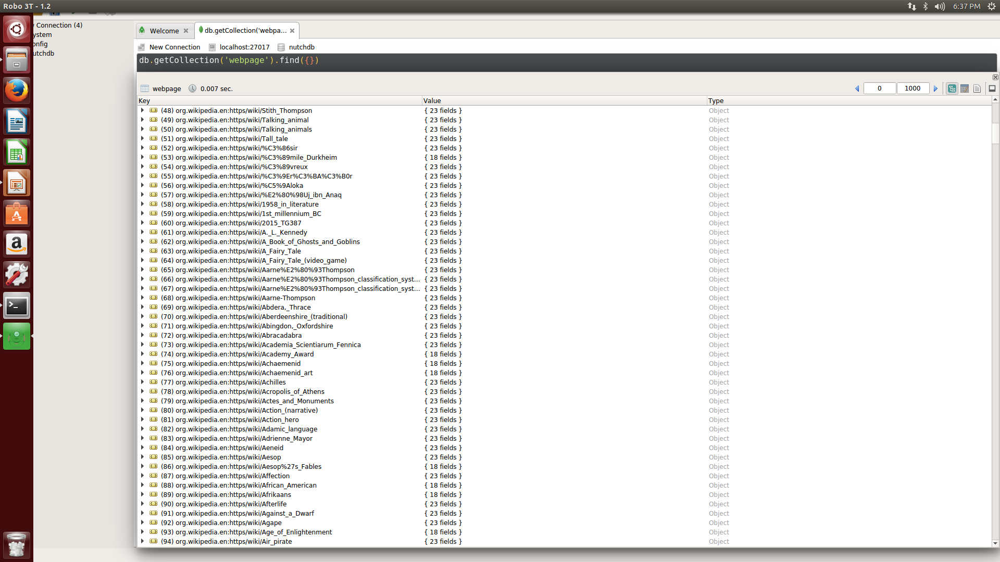 Robo 3T - 1.2
6:37 PM
Connection (4)
ystem
onfig
utchdb
Welcome
db.getCollection('webpa...
New Connection localhost:27017 nutchdb
db.getCollection('webpage').find({})
webpage 0.007 sec.
0 1000
Key Value Type
(48) org.wikipedia.en:https/wiki/Stith_Thompson { 23 fields } Object
(49) org.wikipedia.en:https/wiki/Talking_animal { 23 fields } Object
(50) org.wikipedia.en:https/wiki/Talking_animals { 23 fields } Object
(51) org.wikipedia.en:https/wiki/Tall_tale { 23 fields } Object
(52) org.wikipedia.en:https/wiki/%C3%86sir { 23 fields } Object
(53) org.wikipedia.en:https/wiki/%C3%89mile_Durkheim { 18 fields } Object
(54) org.wikipedia.en:https/wiki/%C3%89vreux { 23 fields } Object
(55) org.wikipedia.en:https/wiki/%C3%9Er%C3%BA%C3%B0r { 23 fields } Object
(56) org.wikipedia.en:https/wiki/%C5%9Aloka { 23 fields } Object
(57) org.wikipedia.en:https/wiki/%E2%80%98Uj_ibn_Anaq { 23 fields } Object
(58) org.wikipedia.en:https/wiki/1958_in_literature { 23 fields } Object
(59) org.wikipedia.en:https/wiki/1st_millennium_BC { 23 fields } Object
(60) org.wikipedia.en:https/wiki/2015_TG387 { 23 fields } Object
(61) org.wikipedia.en:https/wiki/A._L._Kennedy { 23 fields } Object
(62) org.wikipedia.en:https/wiki/A_Book_of_Ghosts_and_Goblins { 23 fields } Object
(63) org.wikipedia.en:https/wiki/A_Fairy_Tale { 23 fields } Object
(64) org.wikipedia.en:https/wiki/A_Fairy_Tale_(video_game) { 23 fields } Object
(65) org.wikipedia.en:https/wiki/Aarne%E2%80%93Thompson { 23 fields } Object
(66) org.wikipedia.en:https/wiki/Aarne%E2%80%93Thompson_classification_syst... { 23 fields } Object
(67) org.wikipedia.en:https/wiki/Aarne%E2%80%93Thompson_classification_syst... { 23 fields } Object
(68) org.wikipedia.en:https/wiki/Aarne-Thompson { 23 fields } Object
(69) org.wikipedia.en:https/wiki/Abdera,_Thrace { 23 fields } Object
(70) org.wikipedia.en:https/wiki/Aberdeenshire_(traditional) { 23 fields } Object
(71) org.wikipedia.en:https/wiki/Abingdon,_Oxfordshire { 23 fields } Object
(72) org.wikipedia.en:https/wiki/Abracadabra { 23 fields } Object
(73) org.wikipedia.en:https/wiki/Academia_Scientiarum_Fennica { 23 fields } Object
(74) org.wikipedia.en:https/wiki/Academy_Award { 18 fields } Object
(75) org.wikipedia.en:https/wiki/Achaemenid { 18 fields } Object
(76) org.wikipedia.en:https/wiki/Achaemenid_art { 18 fields } Object
(77) org.wikipedia.en:https/wiki/Achilles { 23 fields } Object
(78) org.wikipedia.en:https/wiki/Acropolis_of_Athens { 23 fields } Object
(79) org.wikipedia.en:https/wiki/Actes_and_Monuments { 23 fields } Object
(80) org.wikipedia.en:https/wiki/Action_(narrative) { 23 fields } Object
(81) org.wikipedia.en:https/wiki/Action_hero { 23 fields } Object
(82) org.wikipedia.en:https/wiki/Adamic_language { 23 fields } Object
(83) org.wikipedia.en:https/wiki/Adrienne_Mayor { 23 fields } Object
(84) org.wikipedia.en:https/wiki/Aeneid { 23 fields } Object
(85) org.wikipedia.en:https/wiki/Aesop { 23 fields } Object
(86) org.wikipedia.en:https/wiki/Aesop%27s_Fables { 18 fields } Object
(87) org.wikipedia.en:https/wiki/Affection { 23 fields } Object
(88) org.wikipedia.en:https/wiki/African_American { 18 fields } Object
(89) org.wikipedia.en:https/wiki/Afrikaans { 18 fields } Object
(90) org.wikipedia.en:https/wiki/Afterlife { 23 fields } Object
(91) org.wikipedia.en:https/wiki/Against_a_Dwarf { 23 fields } Object
(92) org.wikipedia.en:https/wiki/Agape { 23 fields } Object
(93) org.wikipedia.en:https/wiki/Age_of_Enlightenment { 18 fields } Object
(94) org.wikipedia.en:https/wiki/Air_pirate { 23 fields } Object